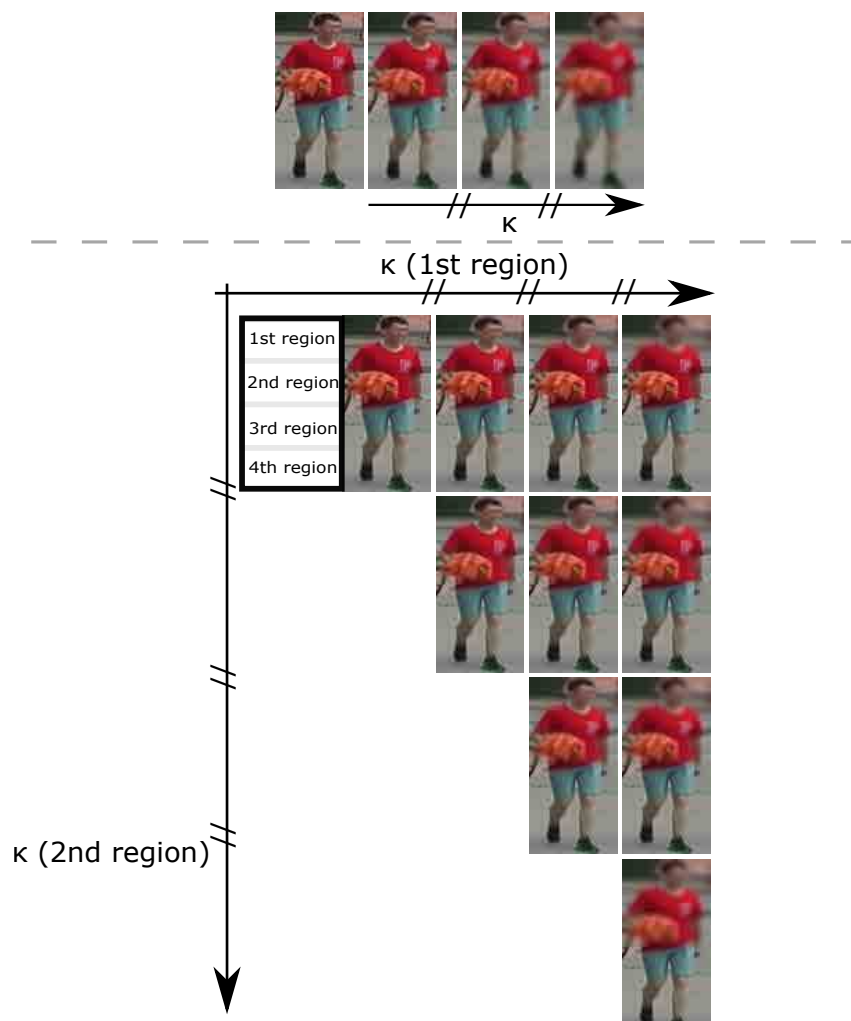 κ
κ (1st region)
1st region
2nd region
3rd region
4th region
κ (2nd region)